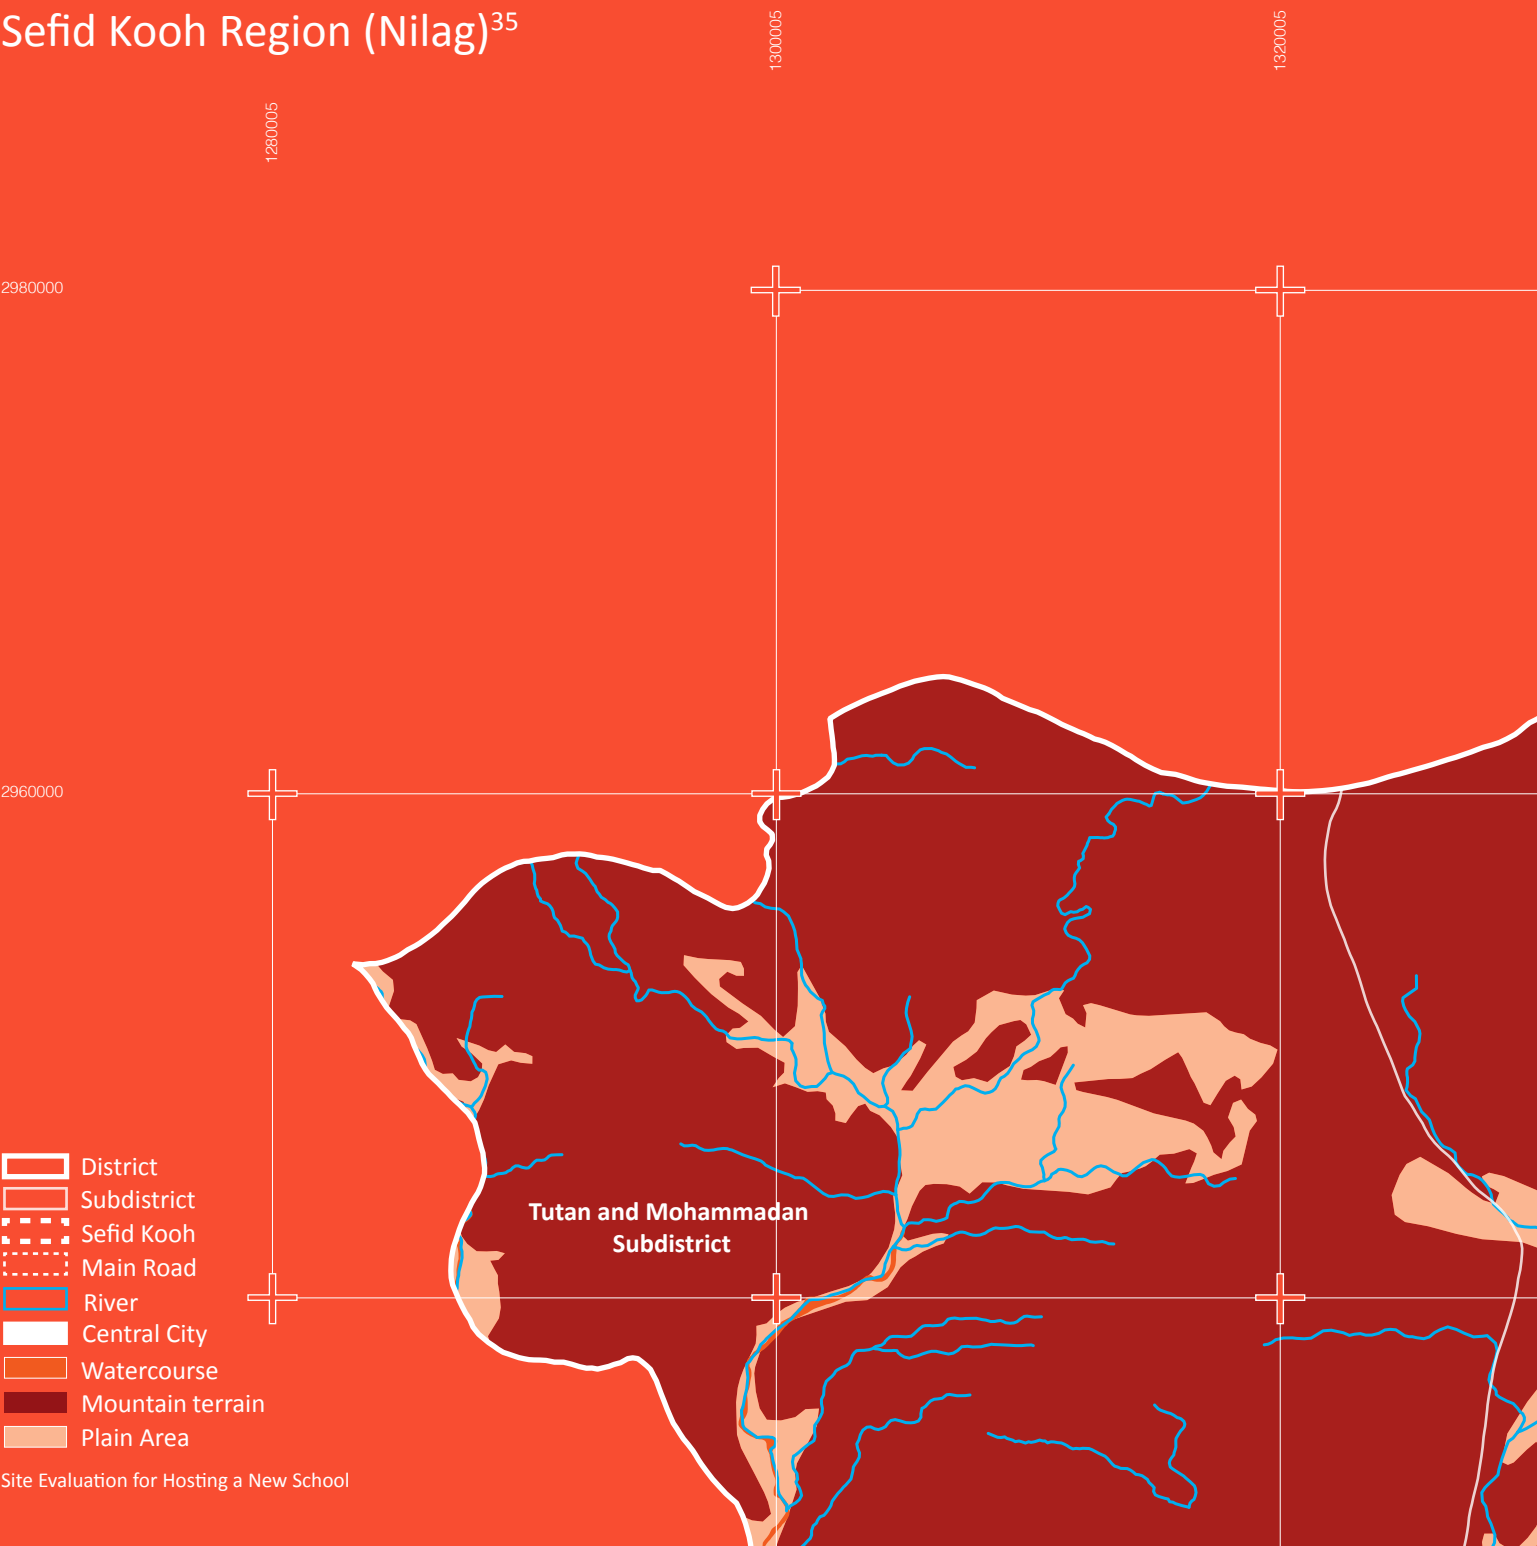 Sefid Kooh Region (Nilag)35
1300005
1320005
1280005
2980000
2960000
Tutan and Mohammadan
Subdistrict
District
Subdistrict
Sefid Kooh
Main Road
River
Central City
Watercourse
Mountain terrain
Plain Area
Site Evaluation for Hosting a New School